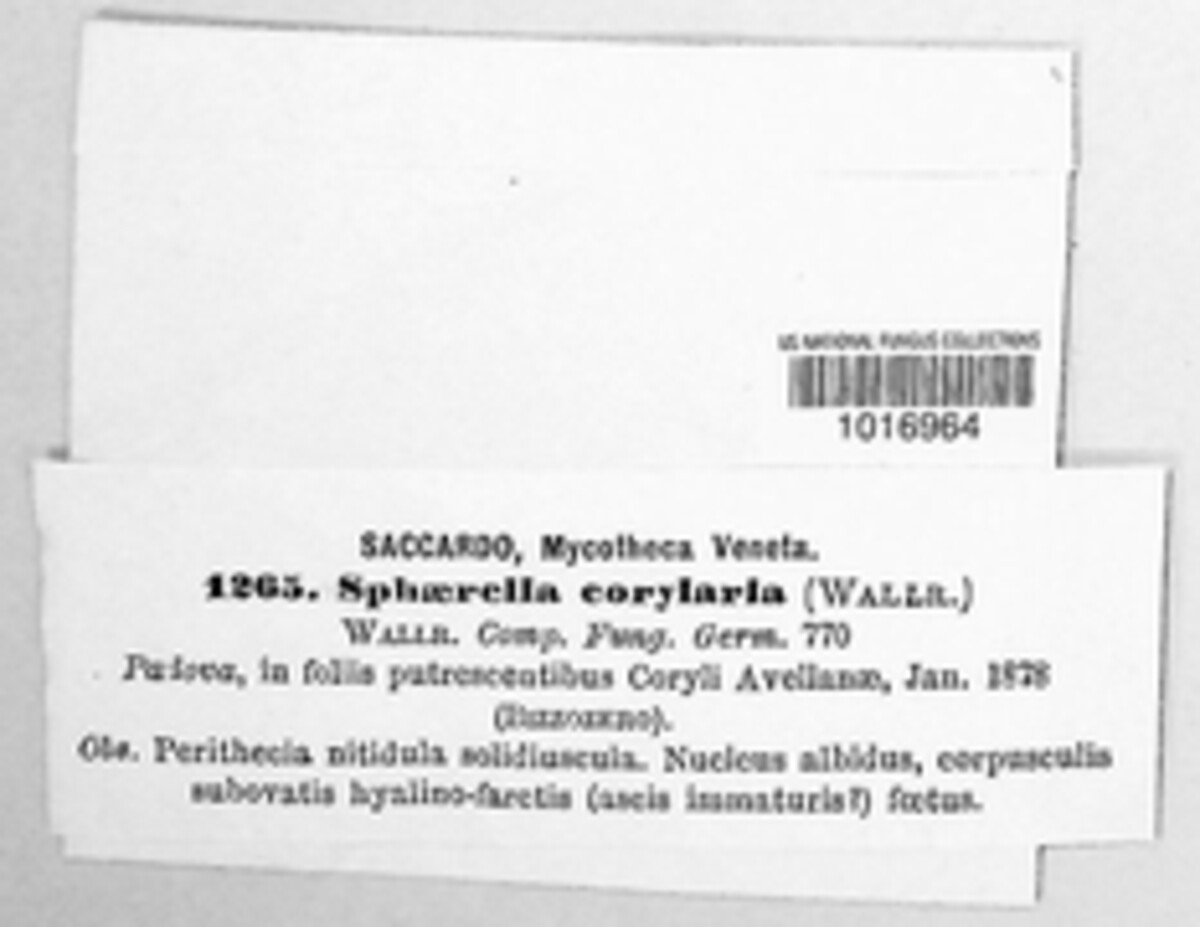 US NATIONAL FUNGUS COLLECTIONS
1016964
SACCARDO, Mycotheca Veneta.
1265. Sphærella corylaria (WALLR.)
WALLR. Comp. Fung. Germ. 770
Padova, in foliis putrescentibus Coryli Avellanæ, Jan. 1878
(BIZZOZERO).
Obs. Perithecia nitidula solidiuscula. Nucleus albidus, corpusculis
subovatis hyalino-farctis (ascis immaturis?) fœtus.